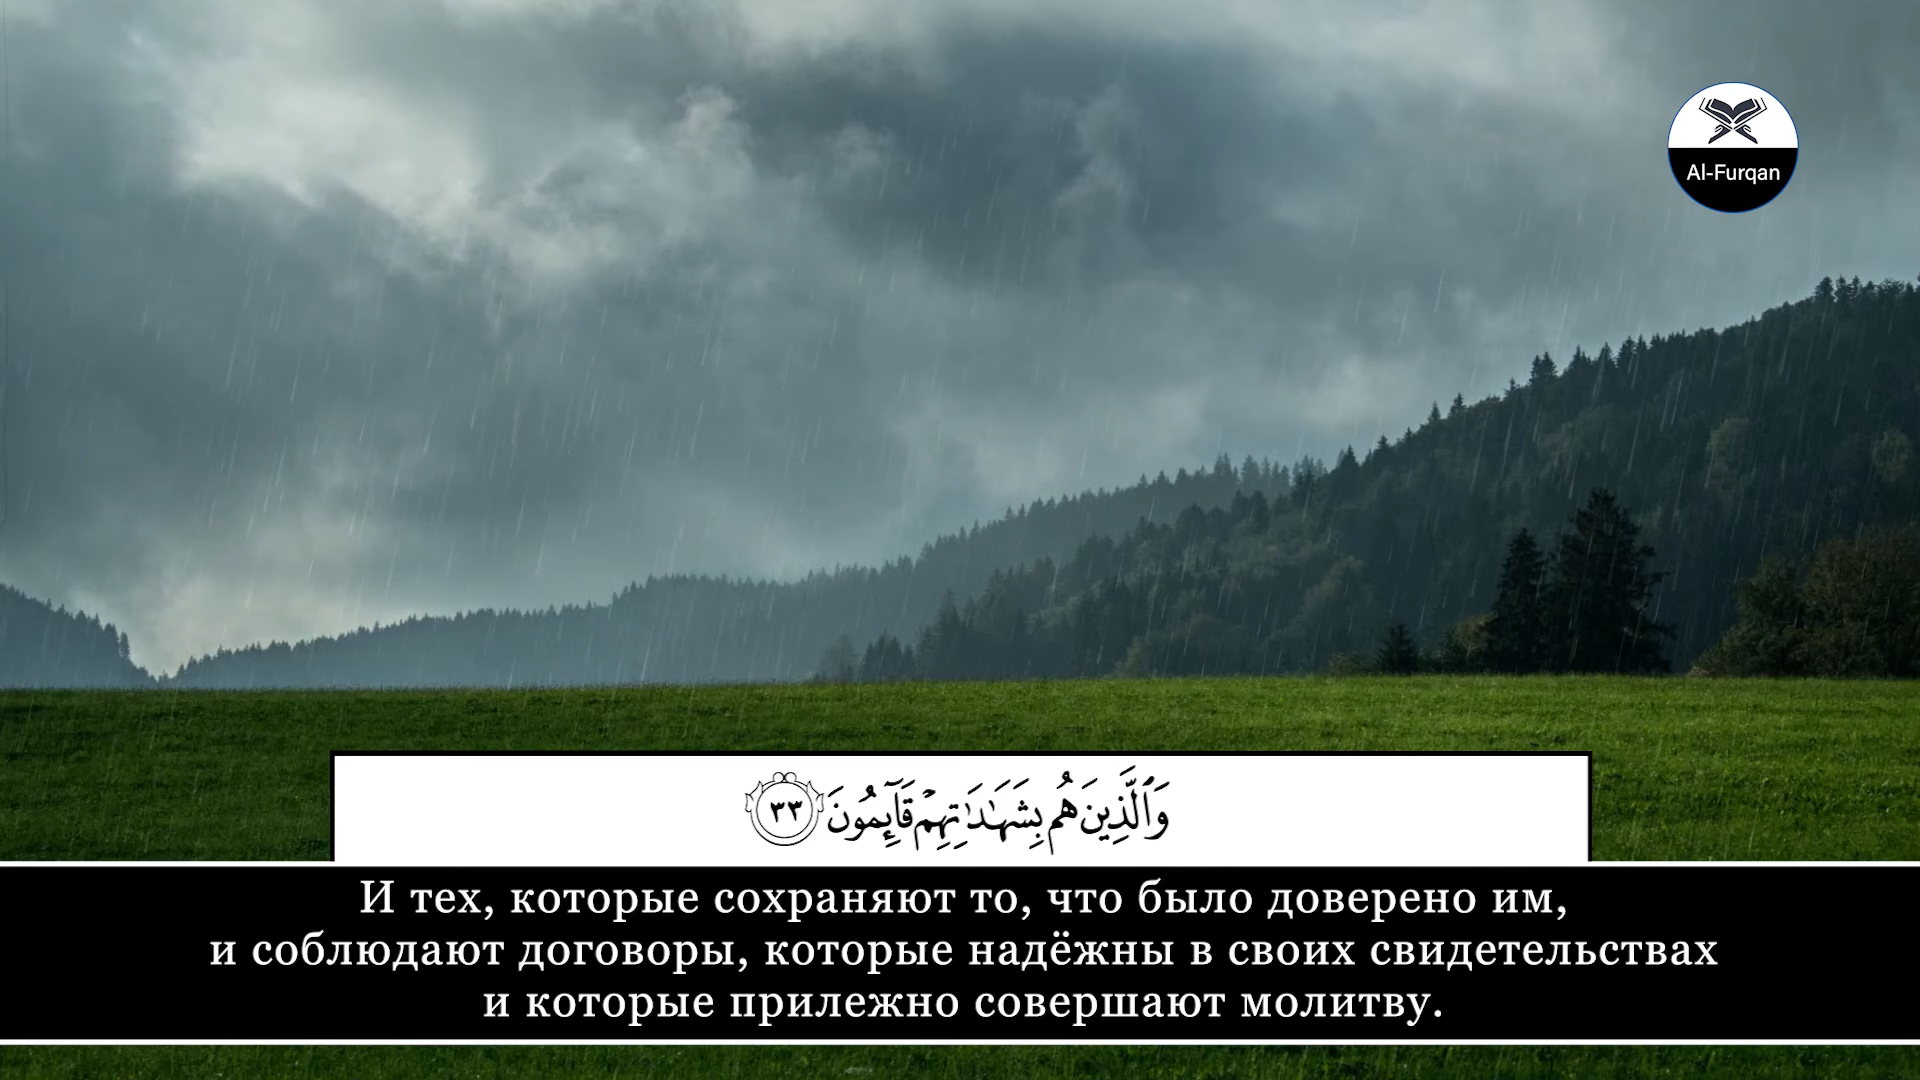 Al-Furqan
وَٱلَّذِينَ هُم بِشَهَـٰدَٰتِهِمْ قَآئِمُونَ ٣٣
И тех, которые сохраняют то, что было доверено им,
и соблюдают договоры, которые надёжны в своих свидетельствах
и которые прилежно совершают молитву.